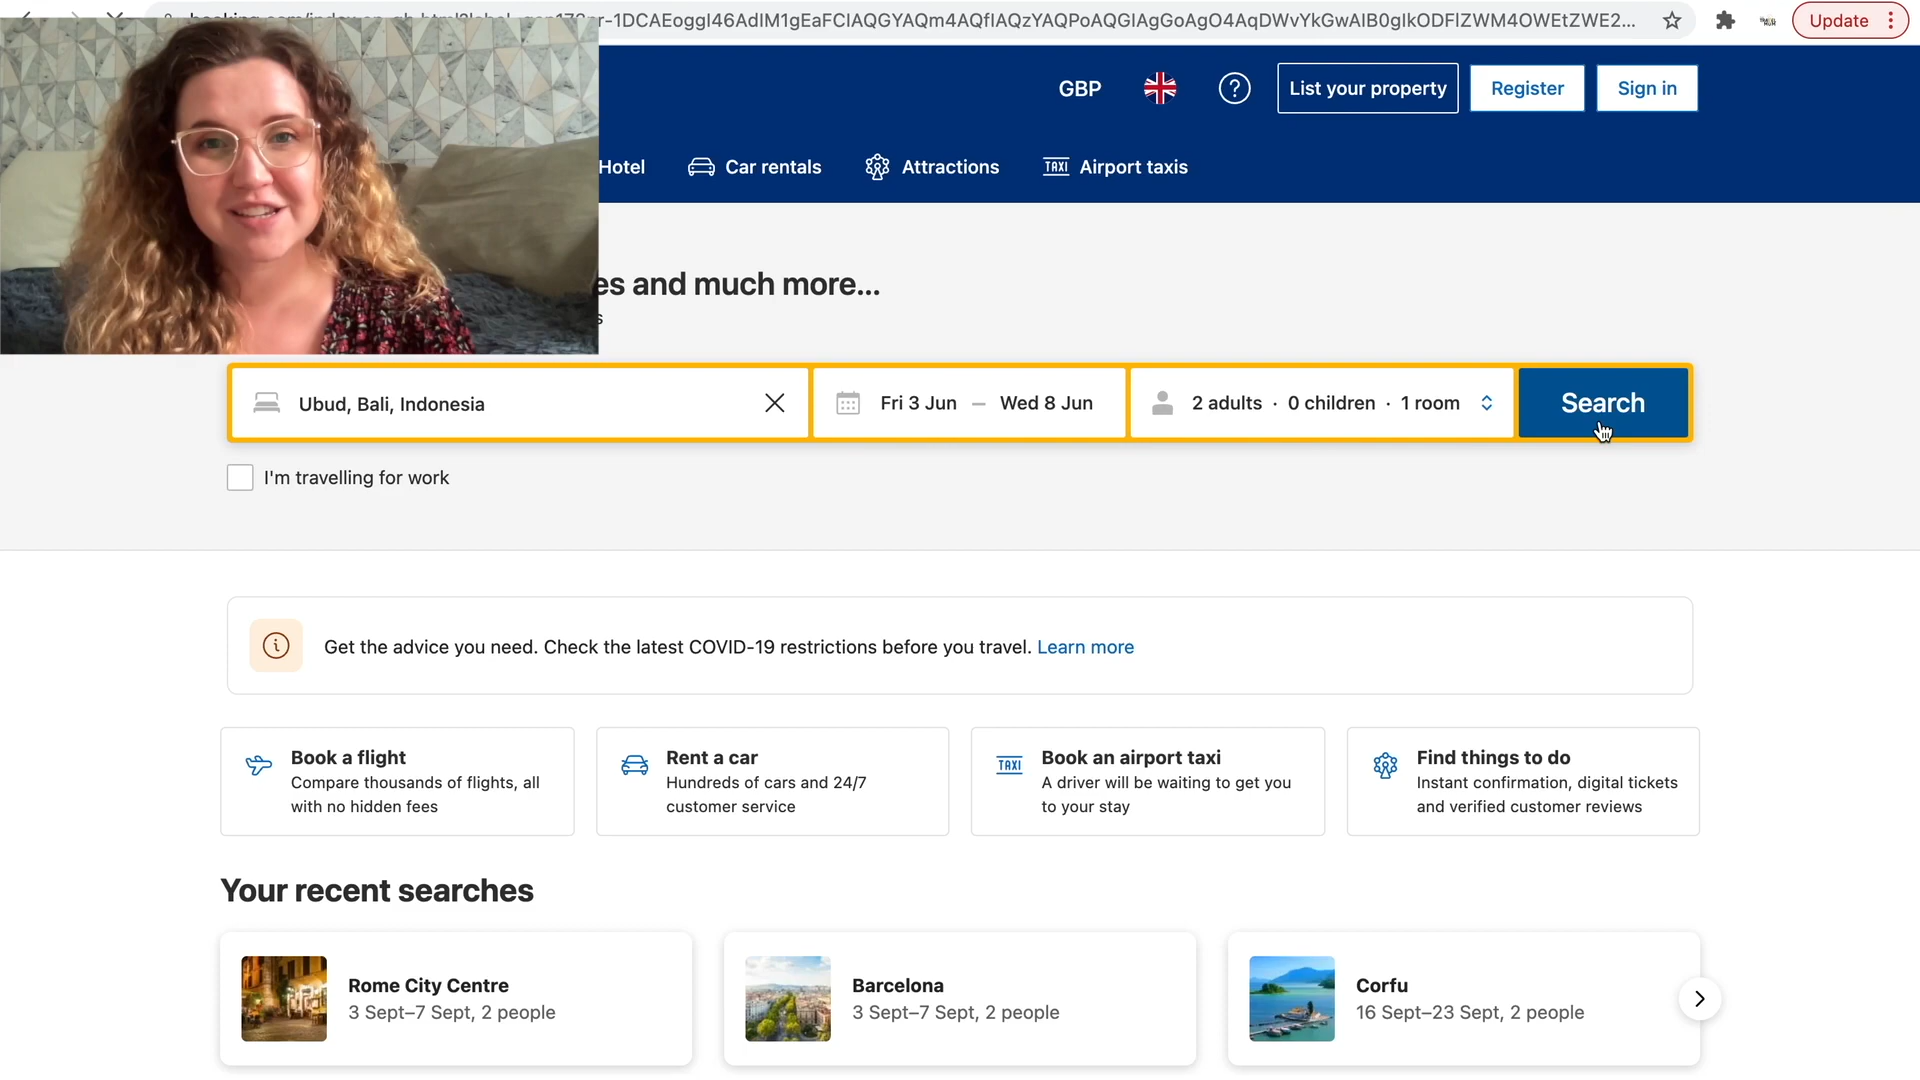 GBP
List your property
Register
Sign in
Update
Hotel
Car rentals
Attractions
TAXI Airport taxis
es and much more...
s
Ubud, Bali, Indonesia
Fri 3 Jun — Wed 8 Jun
2 adults · 0 children · 1 room
Search
I'm travelling for work
Get the advice you need. Check the latest COVID-19 restrictions before you travel. Learn more
Book a flight
Compare thousands of flights, all
with no hidden fees
Rent a car
Hundreds of cars and 24/7
customer service
TAXI
Book an airport taxi
A driver will be waiting to get you
to your stay
Find things to do
Instant confirmation, digital tickets
and verified customer reviews
Your recent searches
Rome City Centre
3 Sept–7 Sept, 2 people
Barcelona
3 Sept–7 Sept, 2 people
Corfu
16 Sept–23 Sept, 2 people